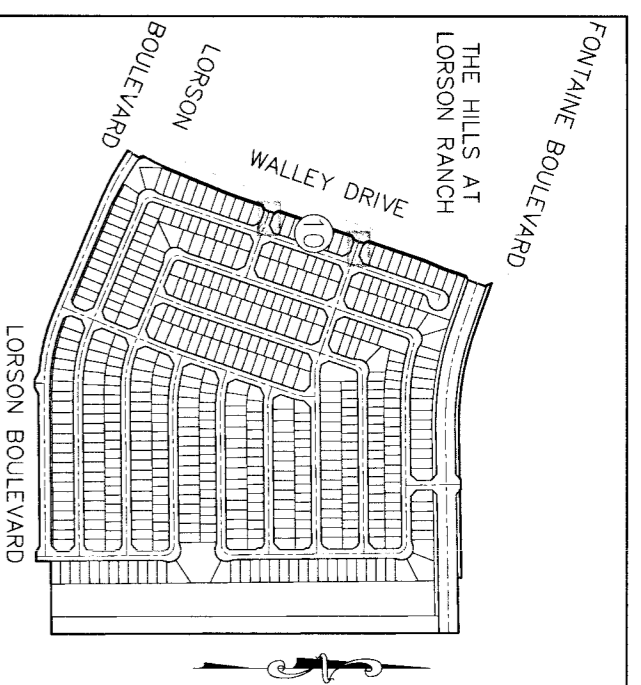 FONTAINE BOULEVARD
THE HILLS AT
LORSON RANCH
WALLEY DRIVE
LORSON
BOULEVARD
10
LORSON BOULEVARD